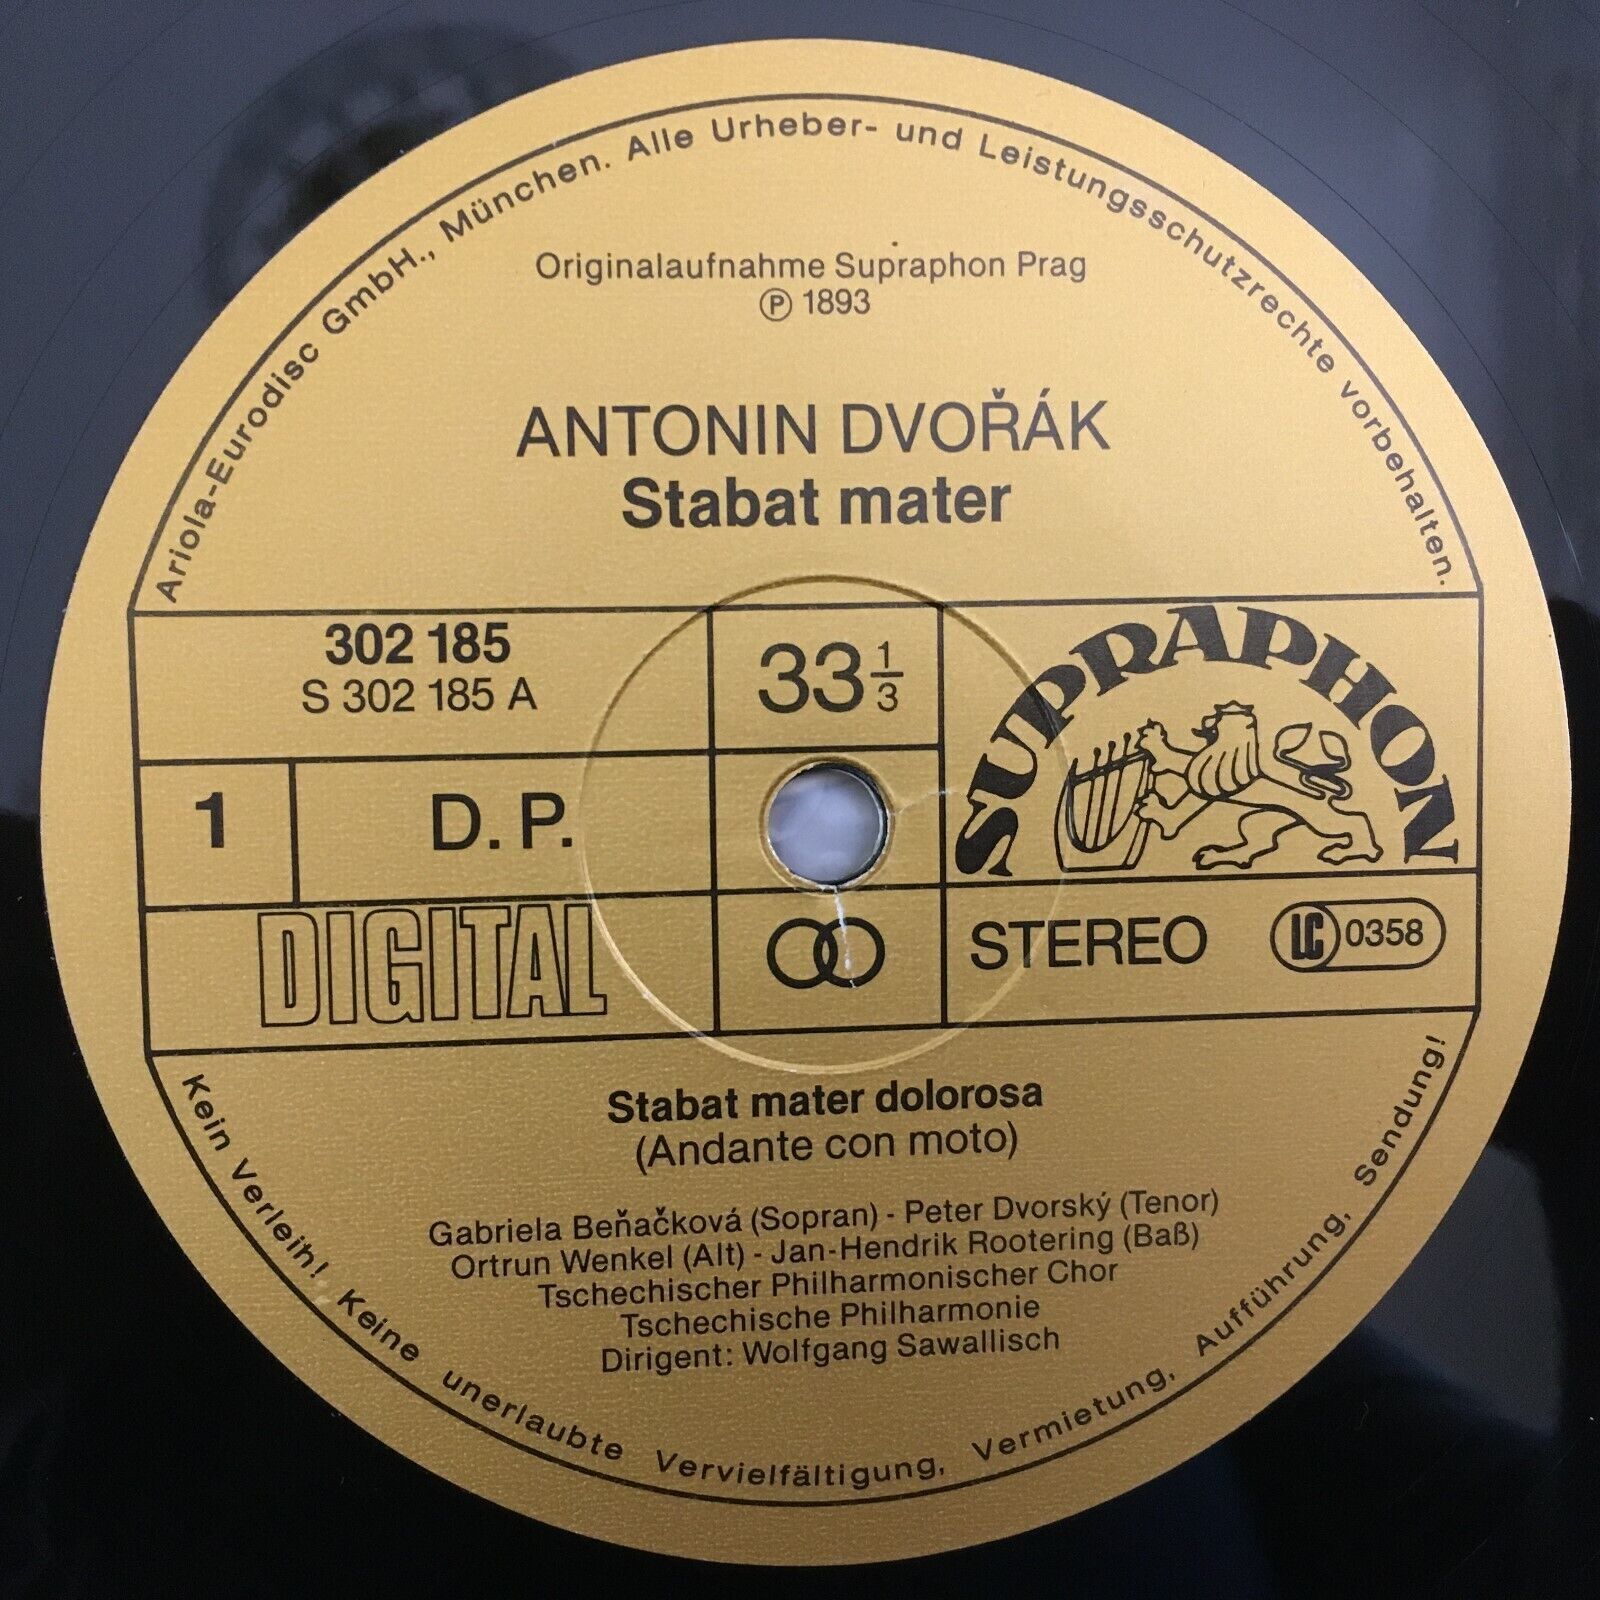 Ariola-Eurodisc GmbH., München. Alle Urheber- und Leistungsschutzrechte vorbehalten.
Originalaufnahme Supraphon Prag
Ⓟ 1893
ANTONIN DVOŘÁK
Stabat mater
302 185
S 302 185 A
33 1/3
SUPRAPHON
1
D. P.
DIGITAL
STEREO
LC 0358
Stabat mater dolorosa
(Andante con moto)
Gabriela Beňačková (Sopran) - Peter Dvorský (Tenor)
Ortrun Wenkel (Alt) - Jan-Hendrik Rootering (Baß)
Tschechischer Philharmonischer Chor
Tschechische Philharmonie
Dirigent: Wolfgang Sawallisch
Kein Verleih! Keine unerlaubte Vervielfältigung, Vermietung, Aufführung, Sendung!